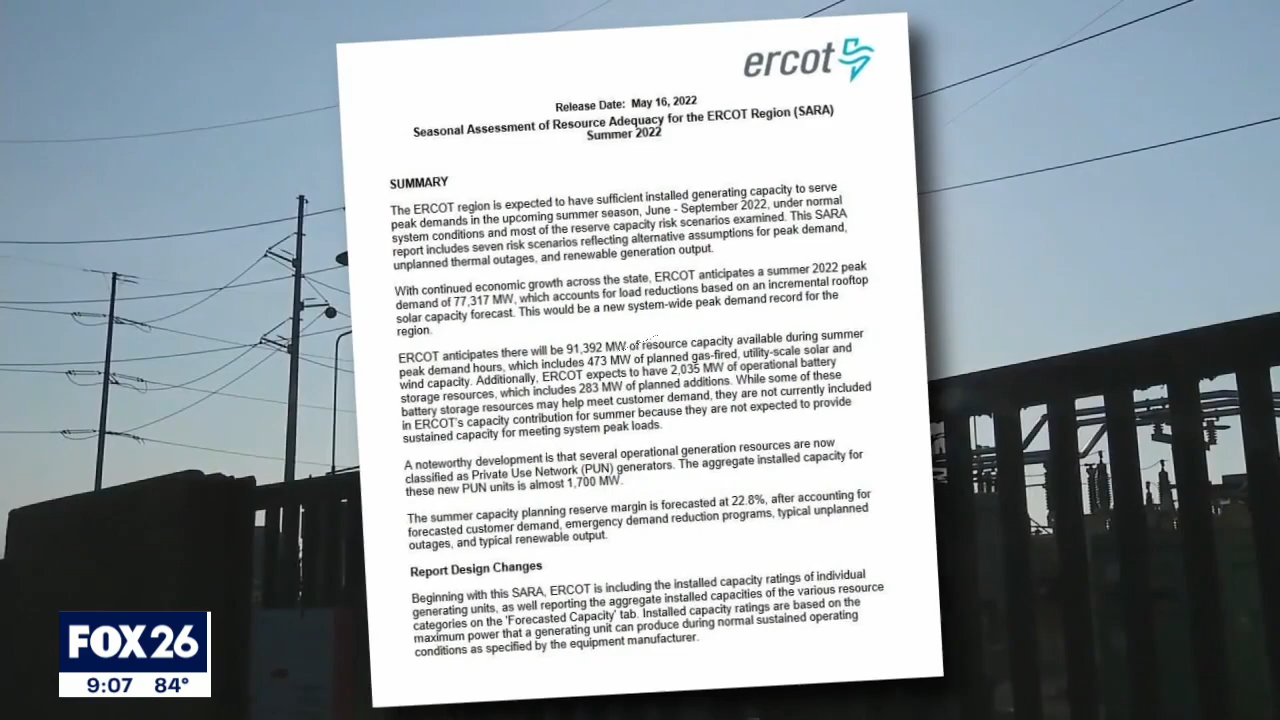 ercot
Release Date: May 16, 2022
Seasonal Assessment of Resource Adequacy for the ERCOT Region (SARA)
Summer 2022
SUMMARY
The ERCOT region is expected to have sufficient installed generating capacity to serve
peak demands in the upcoming summer season, June - September 2022, under normal
system conditions and most of the reserve capacity risk scenarios examined. This SARA
report includes seven risk scenarios reflecting alternative assumptions for peak demand,
unplanned thermal outages, and renewable generation output.
With continued economic growth across the state, ERCOT anticipates a summer 2022 peak
demand of 77,317 MW, which accounts for load reductions based on an incremental rooftop
solar capacity forecast. This would be a new system-wide peak demand record for the
region.
ERCOT anticipates there will be 91,392 MW of resource capacity available during summer
peak demand hours, which includes 473 MW of planned gas-fired, utility-scale solar and
wind capacity. Additionally, ERCOT expects to have 2,035 MW of operational battery
storage resources, which includes 283 MW of planned additions. While some of these
battery storage resources may help meet customer demand, they are not currently included
in ERCOT's capacity contribution for summer because they are not expected to provide
sustained capacity for meeting system peak loads.
A noteworthy development is that several operational generation resources are now
classified as Private Use Network (PUN) generators. The aggregate installed capacity for
these new PUN units is almost 1,700 MW.
The summer capacity planning reserve margin is forecasted at 22.8%, after accounting for
forecasted customer demand, emergency demand reduction programs, typical unplanned
outages, and typical renewable output.
Report Design Changes
Beginning with this SARA, ERCOT is including the installed capacity ratings of individual
generating units, as well reporting the aggregate installed capacities of the various resource
categories on the 'Forecasted Capacity' tab. Installed capacity ratings are based on the
maximum power that a generating unit can produce during normal sustained operating
conditions as specified by the equipment manufacturer.
FOX 26
9:07 84°